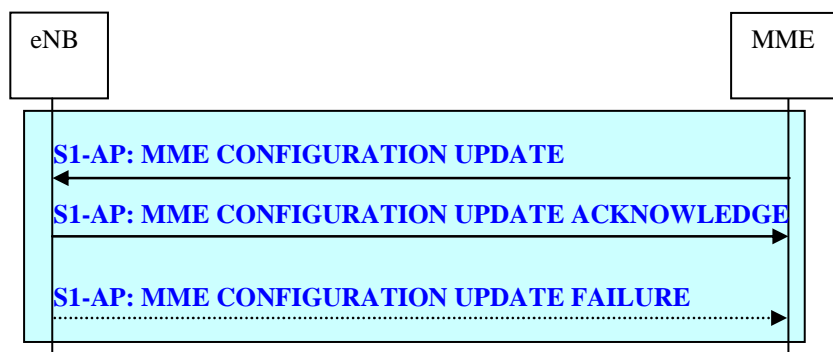 eNB
MME
S1-AP: MME CONFIGURATION UPDATE
S1-AP: MME CONFIGURATION UPDATE ACKNOWLEDGE
S1-AP: MME CONFIGURATION UPDATE FAILURE